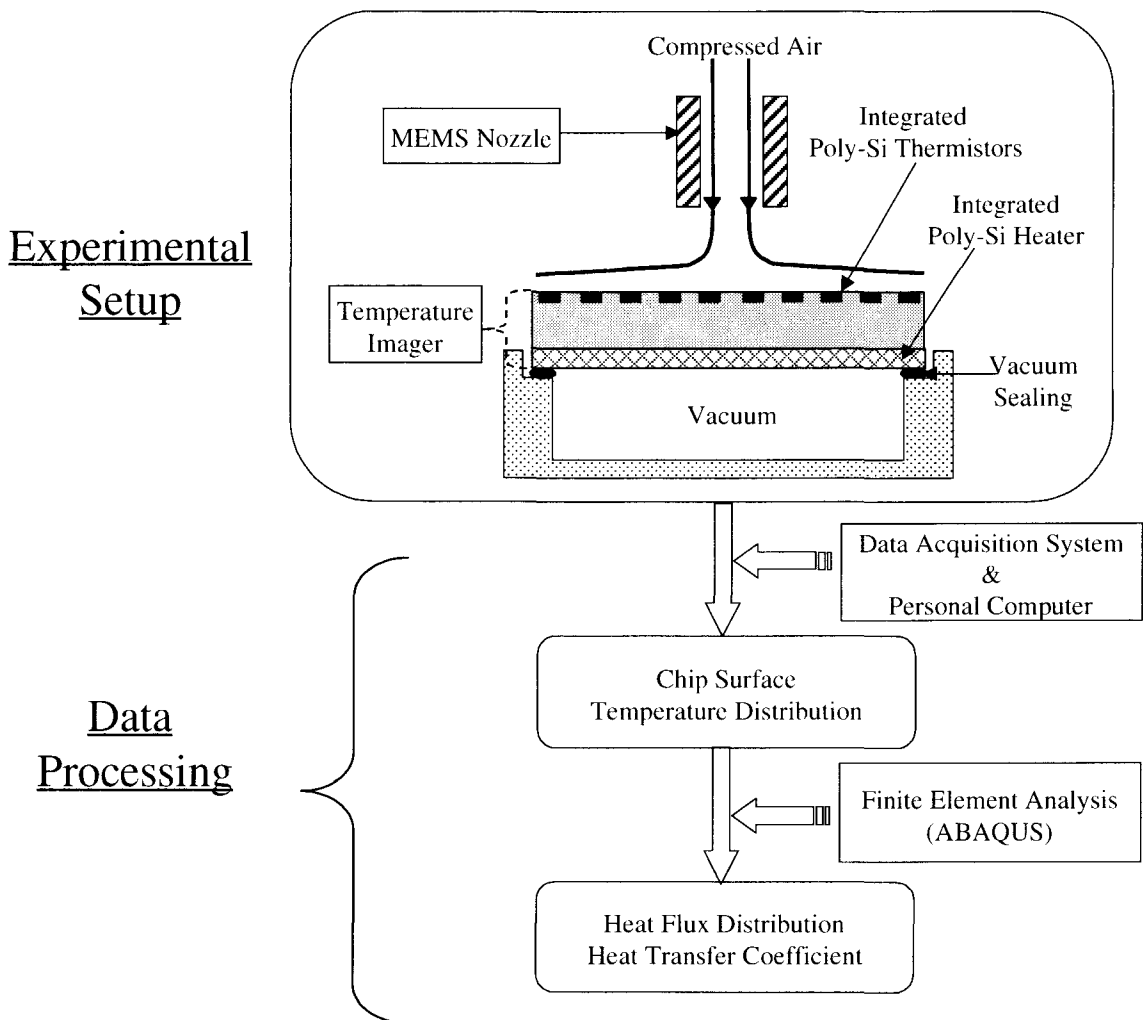 Compressed Air
MEMS Nozzle
Integrated
Poly-Si Thermistors
Integrated
Poly-Si Heater
Experimental
Setup
Temperature
Imager
Vacuum
Sealing
Vacuum
Data Acquisition System
&
Personal Computer
Chip Surface
Temperature Distribution
Data
Processing
Finite Element Analysis
(ABAQUS)
Heat Flux Distribution
Heat Transfer Coefficient